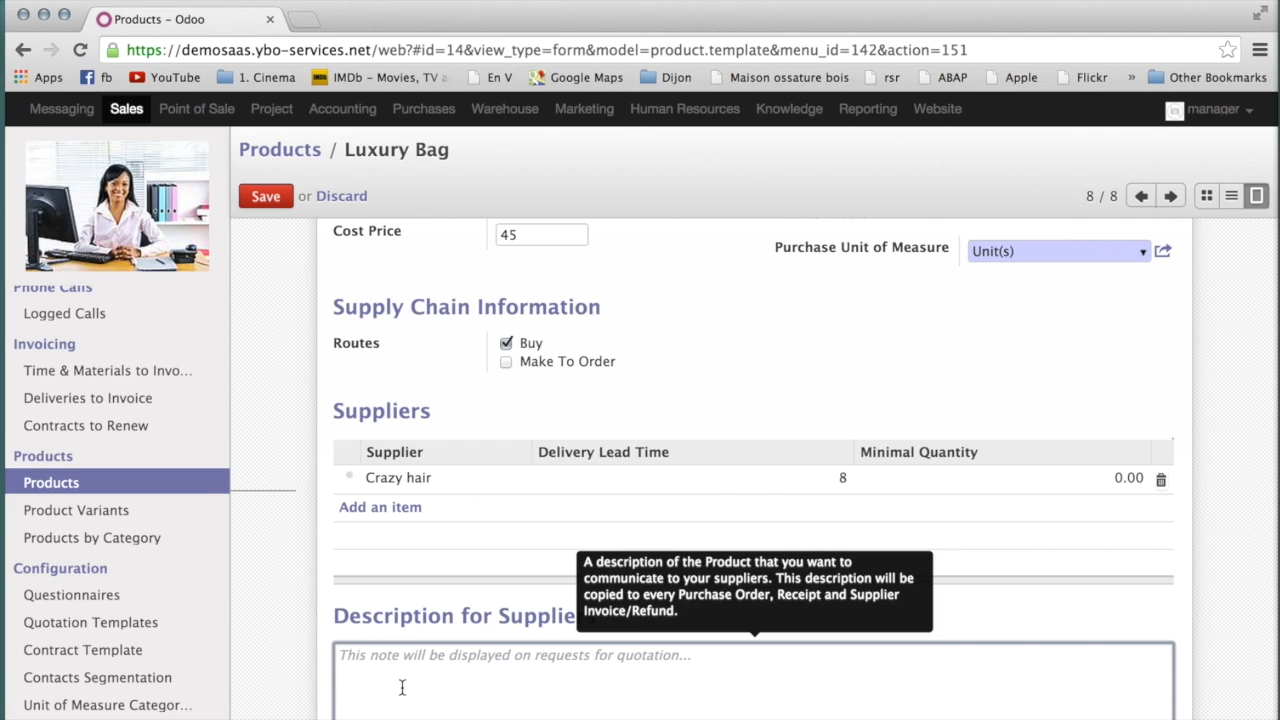 Products – Odoo
https://demosaas.ybo-services.net/web?#id=14&view_type=form&model=product.template&menu_id=142&action=151
Apps fb YouTube 1. Cinema IMDb – Movies, TV a En V Google Maps Dijon Maison ossature bois rsr ABAP Apple Flickr » Other Bookmarks
Messaging Sales Point of Sale Project Accounting Purchases Warehouse Marketing Human Resources Knowledge Reporting Website manager
Products / Luxury Bag
Save or Discard 8 / 8
Phone Calls
Logged Calls
Invoicing
Time & Materials to Invo...
Deliveries to Invoice
Contracts to Renew
Products
Products
Product Variants
Products by Category
Configuration
Questionnaires
Quotation Templates
Contract Template
Contacts Segmentation
Unit of Measure Categor...
Cost Price 45
Purchase Unit of Measure Unit(s)
Supply Chain Information
Routes Buy
Make To Order
Suppliers
Supplier Delivery Lead Time Minimal Quantity
Crazy hair 8 0.00
Add an item
A description of the Product that you want to
communicate to your suppliers. This description will be
copied to every Purchase Order, Receipt and Supplier
Invoice/Refund.
Description for Supplie
This note will be displayed on requests for quotation...